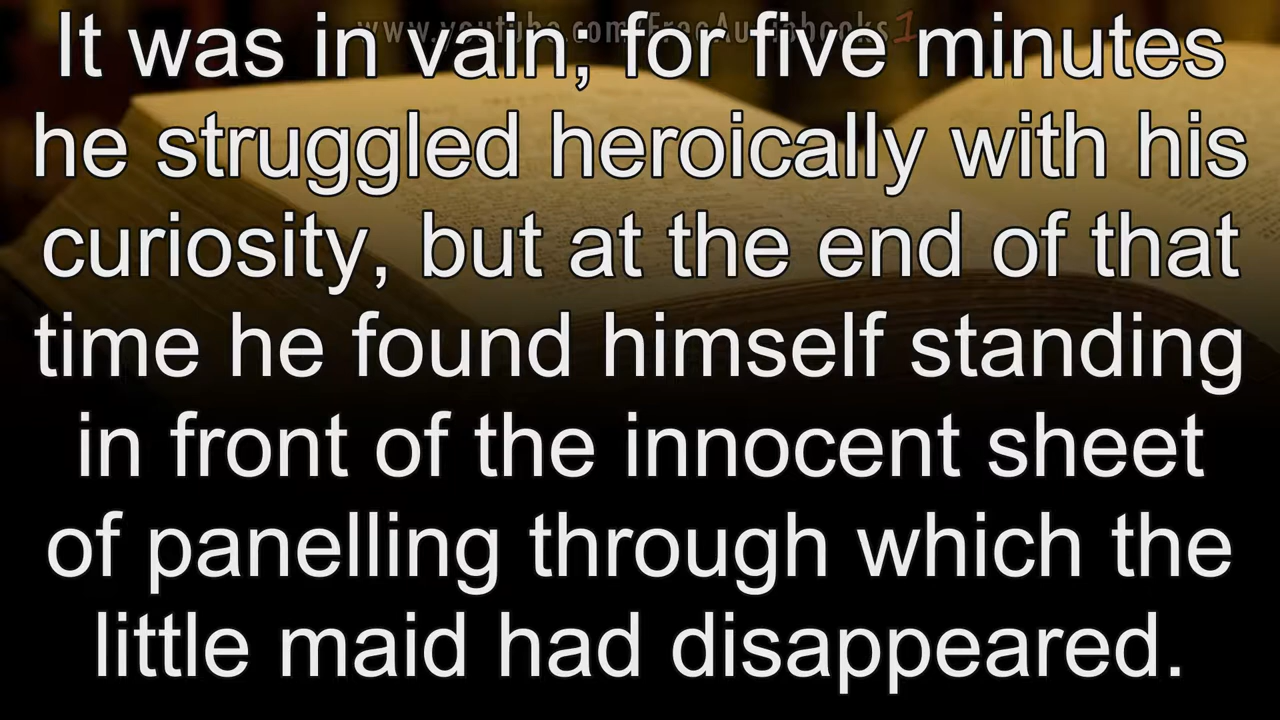 www.youtube.com/FreeAudiobooks1
It was in vain; for five minutes
he struggled heroically with his
curiosity, but at the end of that
time he found himself standing
in front of the innocent sheet
of panelling through which the
little maid had disappeared.